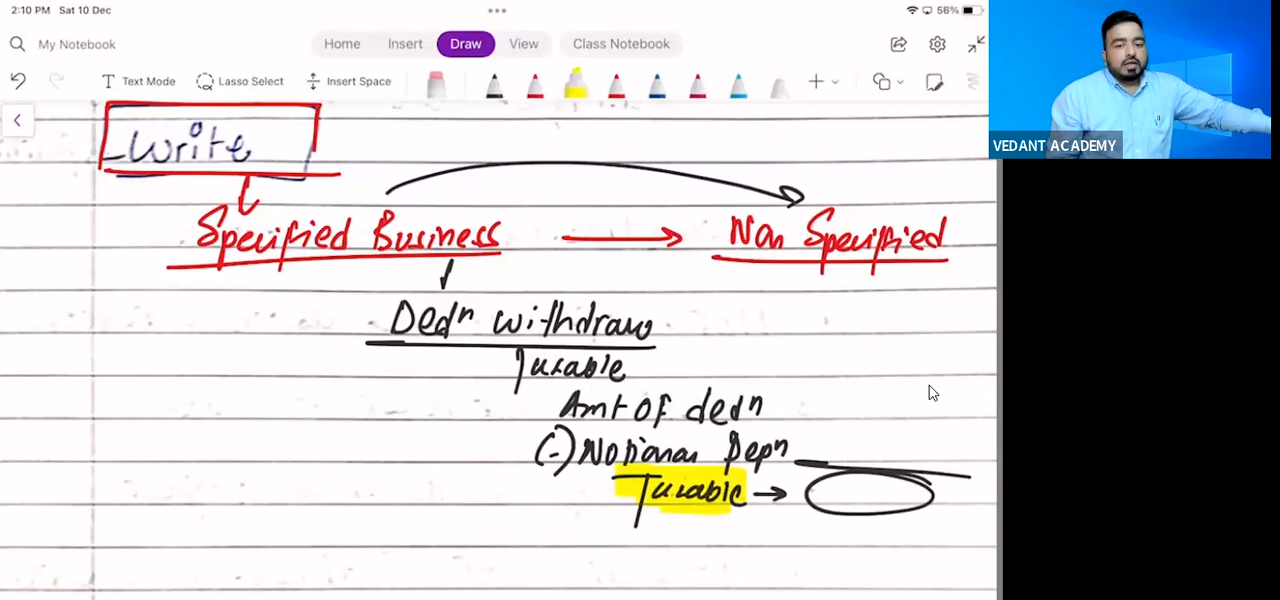 2:10 PM Sat 10 Dec
56%
My Notebook
Home Insert Draw View Class Notebook
Text Mode Lasso Select Insert Space
VEDANT ACADEMY
Write
Specified Business → Non Specified
Dedⁿ withdraw
Taxable
Amt of dedⁿ
(-) Notional Depⁿ
Taxable →